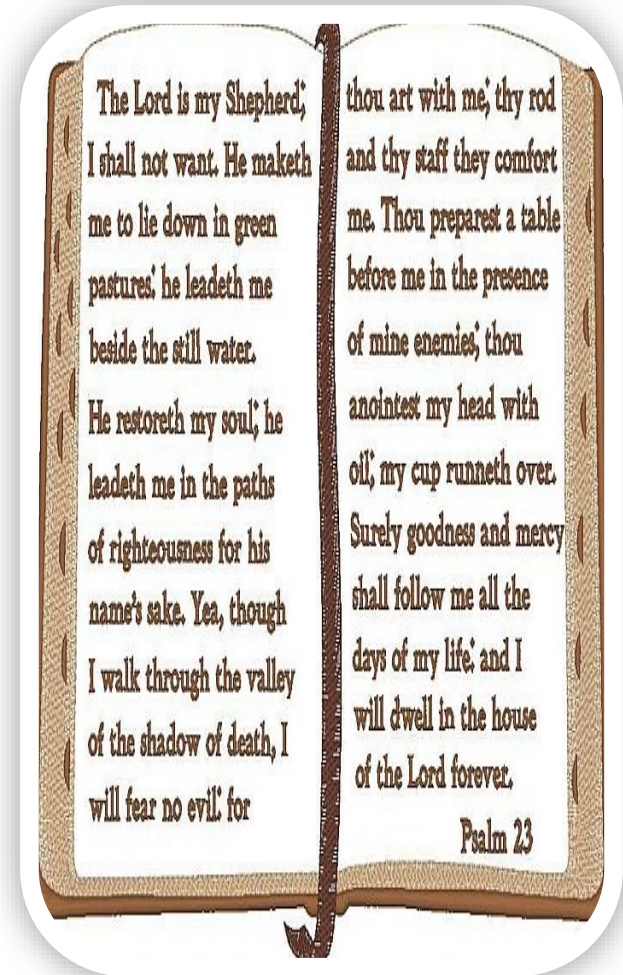 The Lord is my Shepherd;
I shall not want. He maketh
me to lie down in green
pastures: he leadeth me
beside the still water.
He restoreth my soul; he
leadeth me in the paths
of righteousness for his
name's sake. Yea, though
I walk through the valley
of the shadow of death, I
will fear no evil: for
thou art with me; thy rod
and thy staff they comfort
me. Thou preparest a table
before me in the presence
of mine enemies; thou
anointest my head with
oil; my cup runneth over.
Surely goodness and mercy
shall follow me all the
days of my life: and I
will dwell in the house
of the Lord forever.
Psalm 23